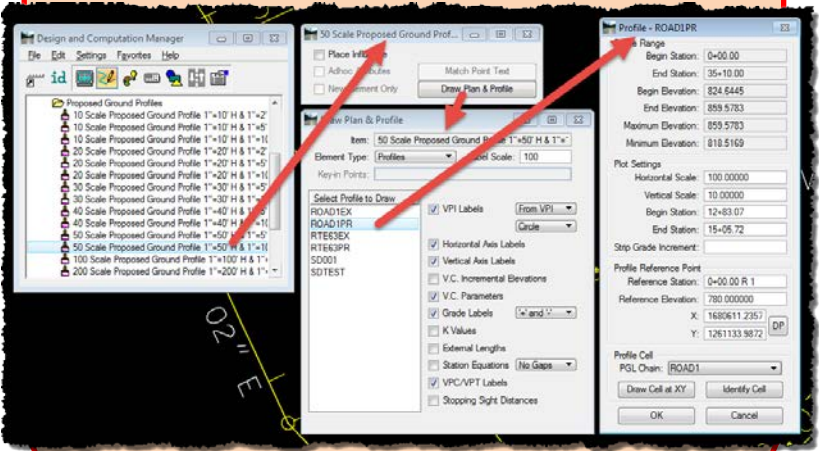 Design and Computation Manager
File Edit Settings Favorites Help
id
Proposed Ground Profiles
10 Scale Proposed Ground Profile 1"=10' H & 1"=2'
10 Scale Proposed Ground Profile 1"=10' H & 1"=5'
10 Scale Proposed Ground Profile 1"=10' H & 1"=10
20 Scale Proposed Ground Profile 1"=20' H & 1"=2'
20 Scale Proposed Ground Profile 1"=20' H & 1"=5'
20 Scale Proposed Ground Profile 1"=20' H & 1"=10
30 Scale Proposed Ground Profile 1"=30' H & 1"=5'
30 Scale Proposed Ground Profile 1"=30' H & 1"=
40 Scale Proposed Ground Profile 1"=40' H & 1"=5'
40 Scale Proposed Ground Profile 1"=40' H & 1"=10
50 Scale Proposed Ground Profile 1"=50' H & 1"=5'
50 Scale Proposed Ground Profile 1"=50' H & 1"=10
100 Scale Proposed Ground Profile 1"=100' H & 1"=
200 Scale Proposed Ground Profile 1"=200' H & 1"=
50 Scale Proposed Ground Prof...
Place
Adhoc
Match Point Text
Element Only
Draw Plan & Profile
Draw Plan & Profile
Item: 50 Scale Proposed Ground Profile 1"=50' H & 1"=
Element Type: Profiles
Label Scale: 100
Key-in Points:
Select Profile to Draw
ROAD1EX
ROAD1PR
RTE63EX
RTE63PR
SD001
SDTEST
VPI Labels From VPI
Circle
Horizontal Axis Labels
Vertical Axis Labels
V.C. Incremental Elevations
V.C. Parameters
Grade Labels '+' and '-'
K Values
External Lengths
Station Equations No Gaps
VPC/VPT Labels
Stopping Sight Distances
Profile - ROAD1PR
Range
Begin Station: 0+00.00
End Station: 35+10.00
Begin Elevation: 824.6445
End Elevation: 859.5783
Maximum Elevation: 859.5783
Minimum Elevation: 818.5169
Plot Settings
Horizontal Scale: 100.00000
Vertical Scale: 10.00000
Begin Station: 12+83.07
End Station: 15+05.72
Strip Grade Increment:
Profile Reference Point
Reference Station: 0+00.00 R 1
Reference Elevation: 780.000000
X: 1680611.2357
Y: 1261133.9872
DP
Profile Cell
PGL Chain: ROAD1
Draw Cell at XY
Identify Cell
OK
Cancel
02" E